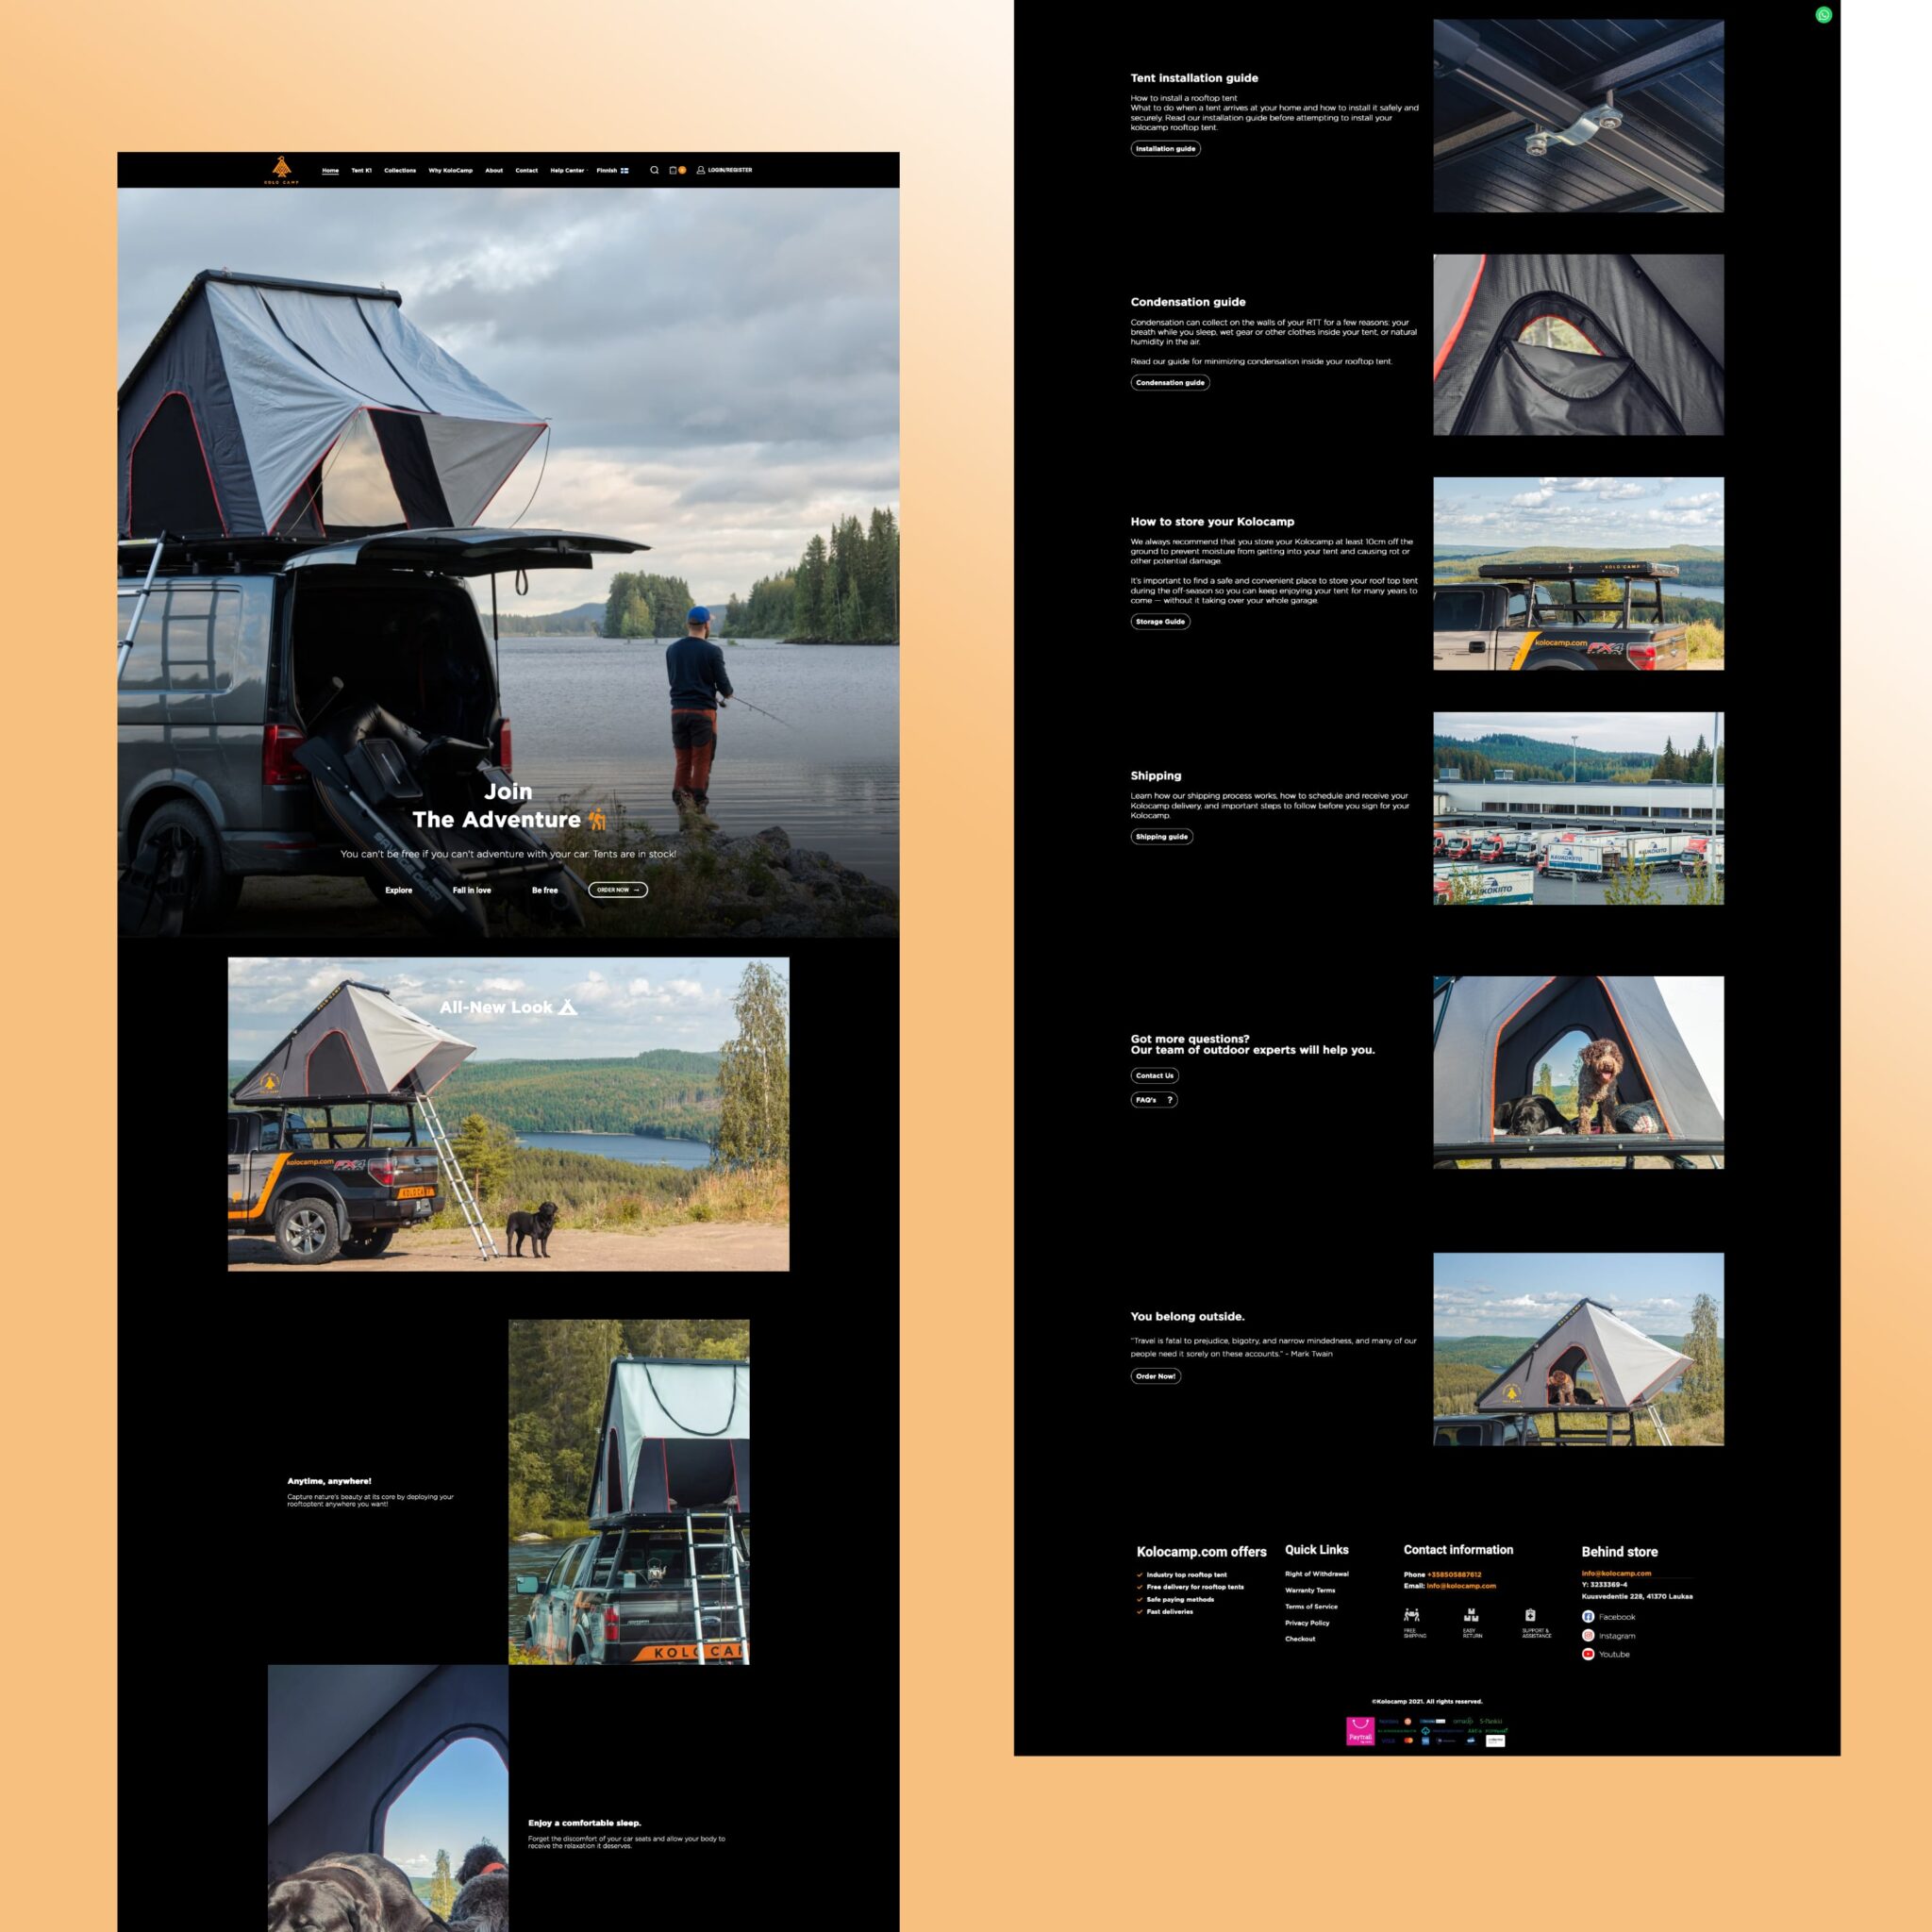 KOLO CAMP
Home
Tent K1
Collections
Why KoloCamp
About
Contact
Help Center
Finnish
LOGIN/REGISTER
Join
The Adventure
You can't be free if you can't adventure with your car. Tents are in stock!
Explore
Fall in love
Be free
ORDER NOW →
All-New Look
kolocamp.com
FX4
KOLO CAMP
Anytime, anywhere!
Capture nature's beauty at its core by deploying your
rooftoptent anywhere you want!
KOLO CAM
Enjoy a comfortable sleep.
Forget the discomfort of your car seats and allow your body to
receive the relaxation it deserves.
Tent installation guide
How to install a rooftop tent
What to do when a tent arrives at your home and how to install it safely and
securely. Read our installation guide before attempting to install your
kolocamp rooftop tent.
Installation guide
Condensation guide
Condensation can collect on the walls of your RTT for a few reasons: your
breath while you sleep, wet gear or other clothes inside your tent, or natural
humidity in the air.
Read our guide for minimizing condensation inside your rooftop tent.
Condensation guide
How to store your Kolocamp
We always recommend that you store your Kolocamp at least 10cm off the
ground to prevent moisture from getting into your tent and causing rot or
other potential damage.
It's important to find a safe and convenient place to store your roof top tent
during the off-season so you can keep enjoying your tent for many years to
come — without it taking over your whole garage.
Storage Guide
KOLO CAMP
kolocamp.com
FX4
Shipping
Learn how our shipping process works, how to schedule and receive your
Kolocamp delivery, and important steps to follow before you sign for your
Kolocamp.
Shipping guide
KAUKOKIITO
KAUKOKIITO
KAUKOKIITO
Got more questions?
Our team of outdoor experts will help you.
Contact Us
FAQ's ?
You belong outside.
"Travel is fatal to prejudice, bigotry, and narrow mindedness, and many of our
people need it sorely on these accounts." - Mark Twain
Order Now!
Kolocamp.com offers
Industry top rooftop tent
Free delivery for rooftop tents
Safe paying methods
Fast deliveries
Quick Links
Right of Withdrawal
Warranty Terms
Terms of Service
Privacy Policy
Checkout
Contact information
Phone +358505887612
Email: info@kolocamp.com
FREE
SHIPPING
EASY
RETURN
SUPPORT &
ASSISTANCE
Behind store
info@kolocamp.com
Y: 3233369-4
Kuusvedentie 228, 41370 Laukaa
Facebook
Instagram
Youtube
©Kolocamp 2021. All rights reserved.
Paytrail
S-Pankki
VISA